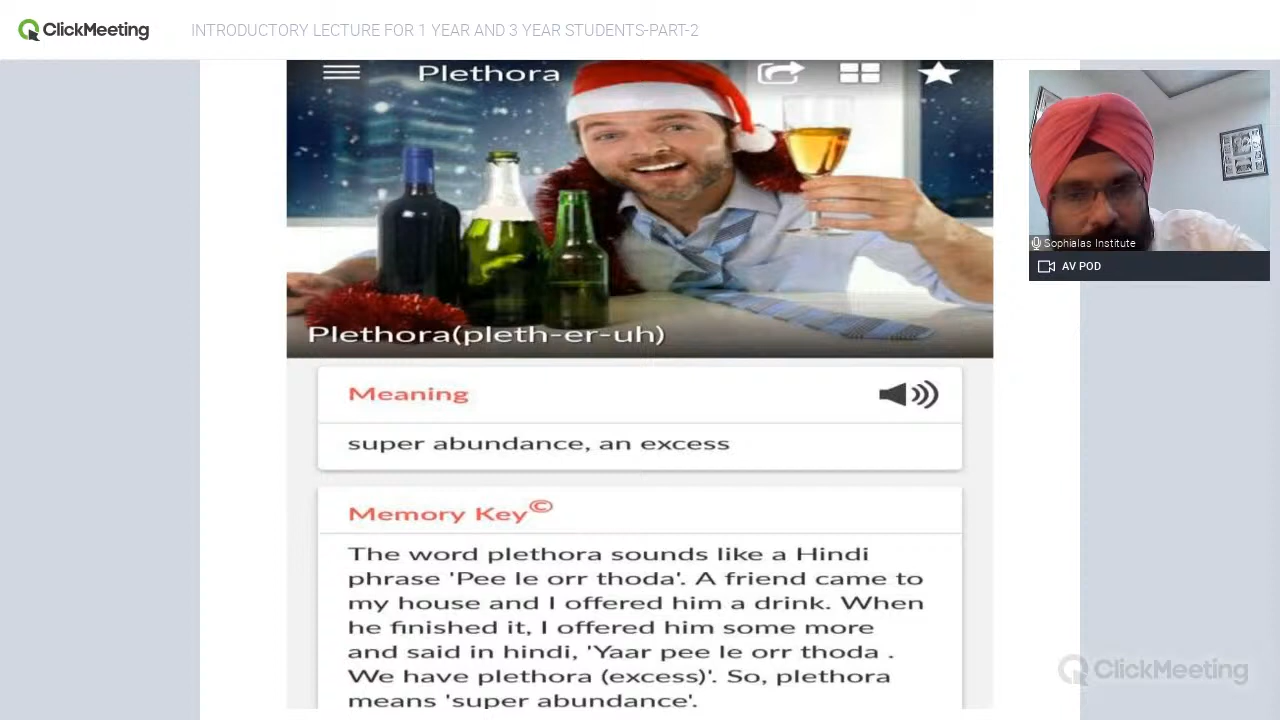 ClickMeeting
INTRODUCTORY LECTURE FOR 1 YEAR AND 3 YEAR STUDENTS-PART-2
Plethora
Plethora(pleth-er-uh)
Meaning
super abundance, an excess
Memory Key©
The word plethora sounds like a Hindi
phrase 'Pee le orr thoda'. A friend came to
my house and I offered him a drink. When
he finished it, I offered him some more
and said in hindi, 'Yaar pee le orr thoda .
We have plethora (excess)'. So, plethora
means 'super abundance'.
Sophialas Institute
AV POD
ClickMeeting